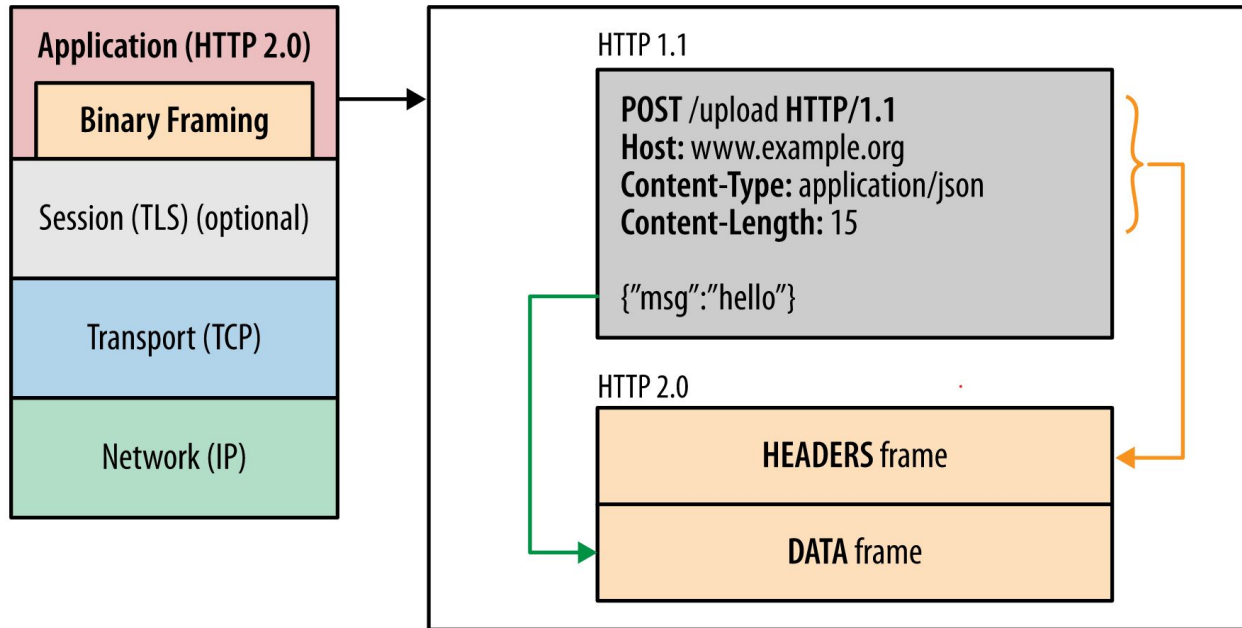 Application (HTTP 2.0)
Binary Framing
Session (TLS) (optional)
Transport (TCP)
Network (IP)
HTTP 1.1
POST /upload HTTP/1.1
Host: www.example.org
Content-Type: application/json
Content-Length: 15
{”msg”:”hello”}
HTTP 2.0
HEADERS frame
DATA frame